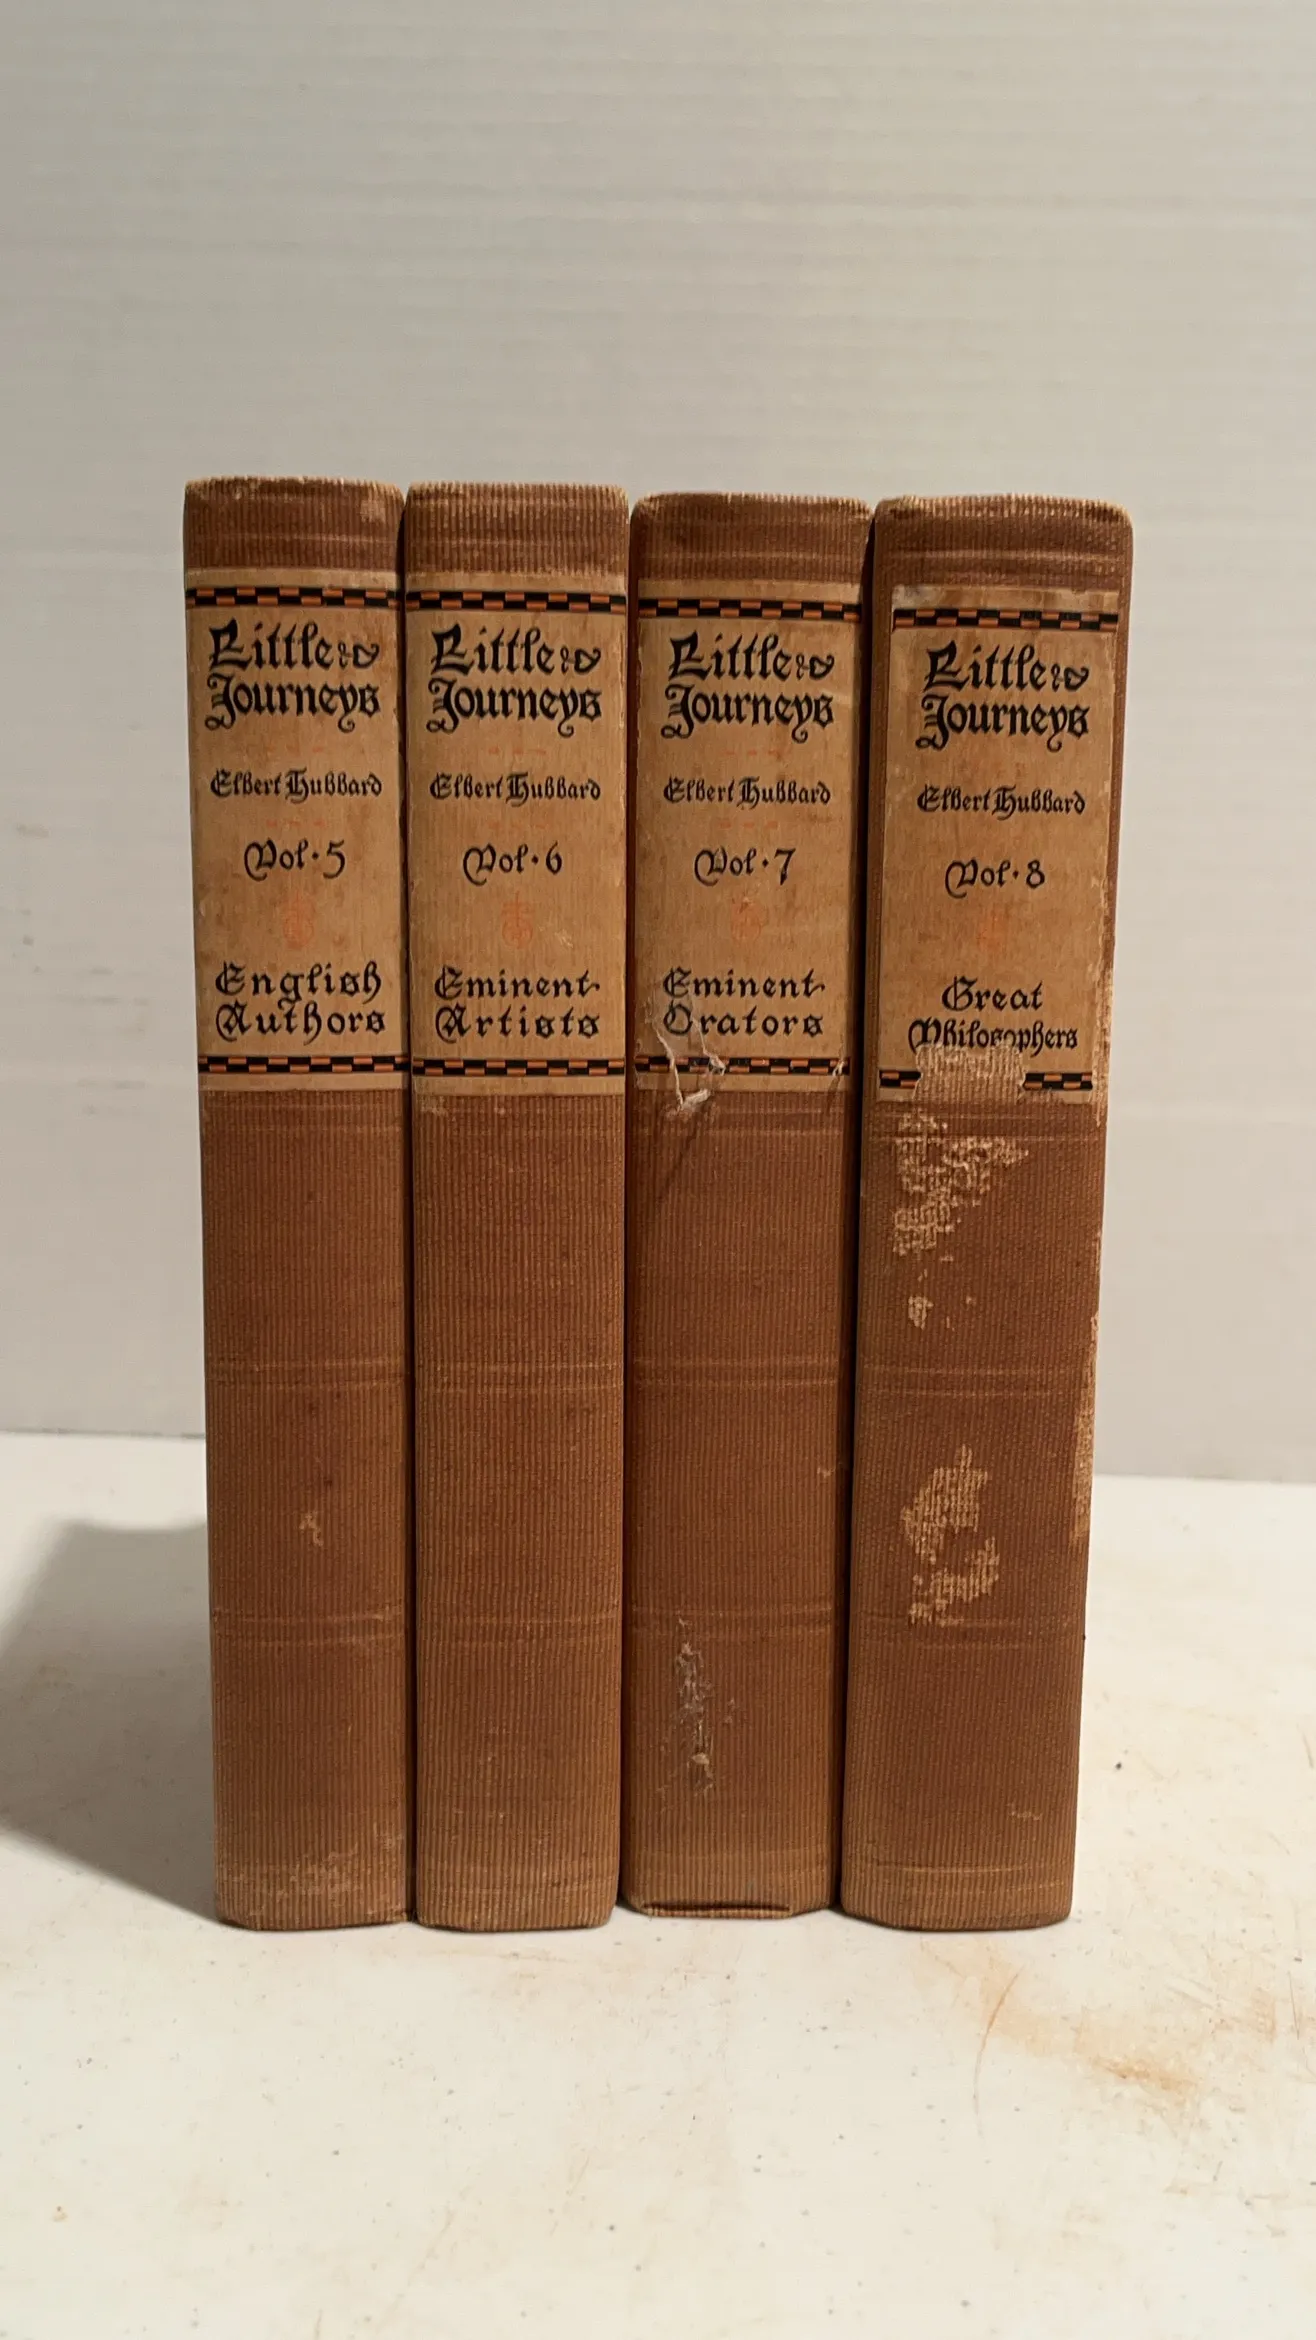 Little
Journeys
Elbert Hubbard
Vol·5
English
Authors
Little
Journeys
Elbert Hubbard
Vol·6
Eminent
Artists
Little
Journeys
Elbert Hubbard
Vol·7
Eminent
Orators
Little
Journeys
Elbert Hubbard
Vol·8
Great
Philosophers